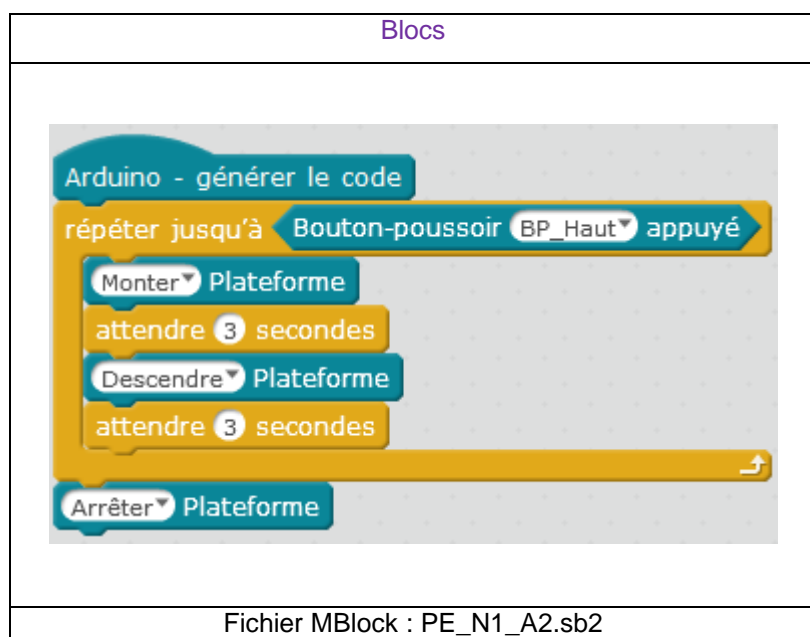 Blocs
Arduino - générer le code
répéter jusqu'à Bouton-poussoir BP_Haut appuyé
Monter Plateforme
attendre 3 secondes
Descendre Plateforme
attendre 3 secondes
Arrêter Plateforme
Fichier MBlock : PE_N1_A2.sb2